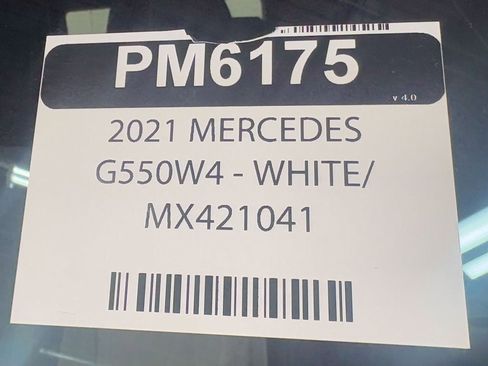 PM6175
v 4.0
2021 MERCEDES
G550W4 - WHITE/
MX421041